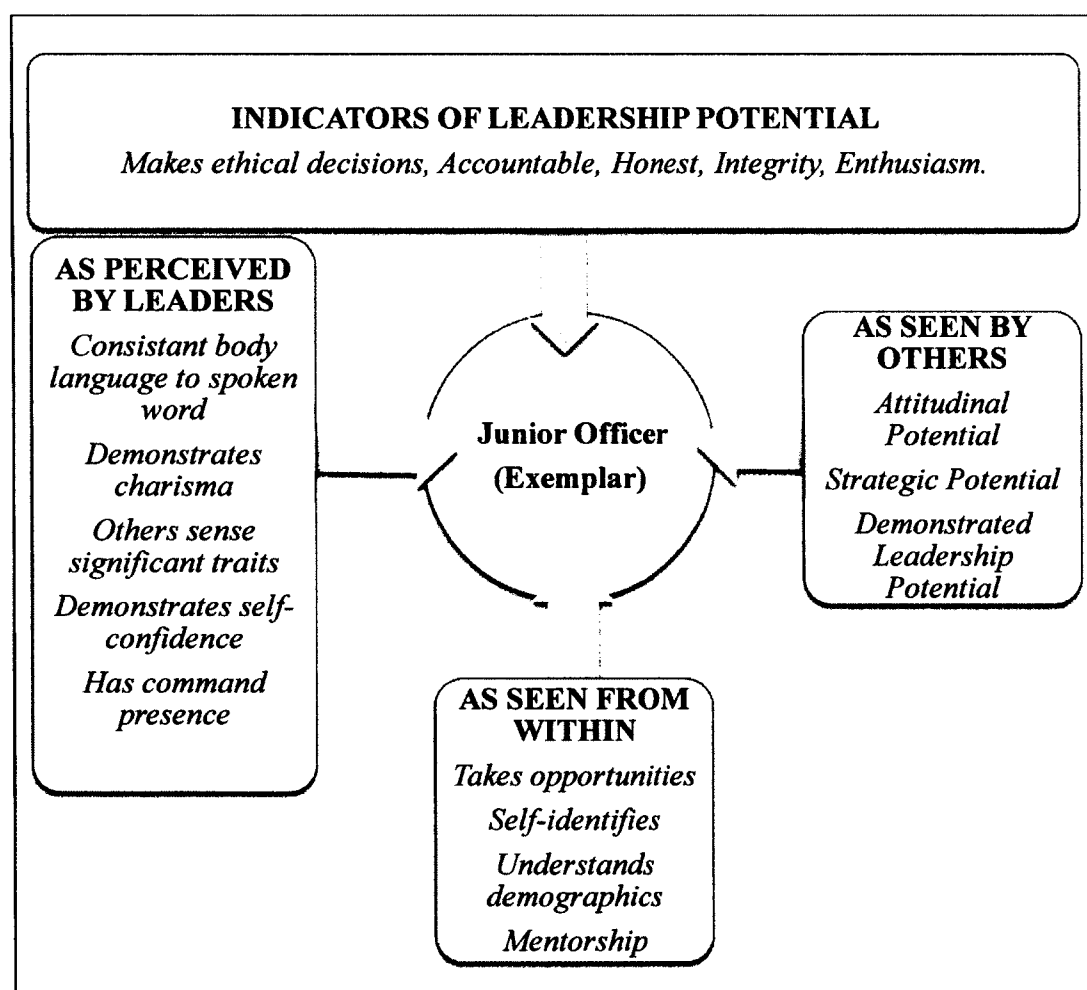 INDICATORS OF LEADERSHIP POTENTIAL
Makes ethical decisions, Accountable, Honest, Integrity, Enthusiasm.
AS PERCEIVED
BY LEADERS
Consistant body
language to spoken
word
Demonstrates
charisma
Others sense
significant traits
Demonstrates self-
confidence
Has command
presence
Junior Officer
(Exemplar)
AS SEEN BY
OTHERS
Attitudinal
Potential
Strategic Potential
Demonstrated
Leadership
Potential
AS SEEN FROM
WITHIN
Takes opportunities
Self-identifies
Understands
demographics
Mentorship